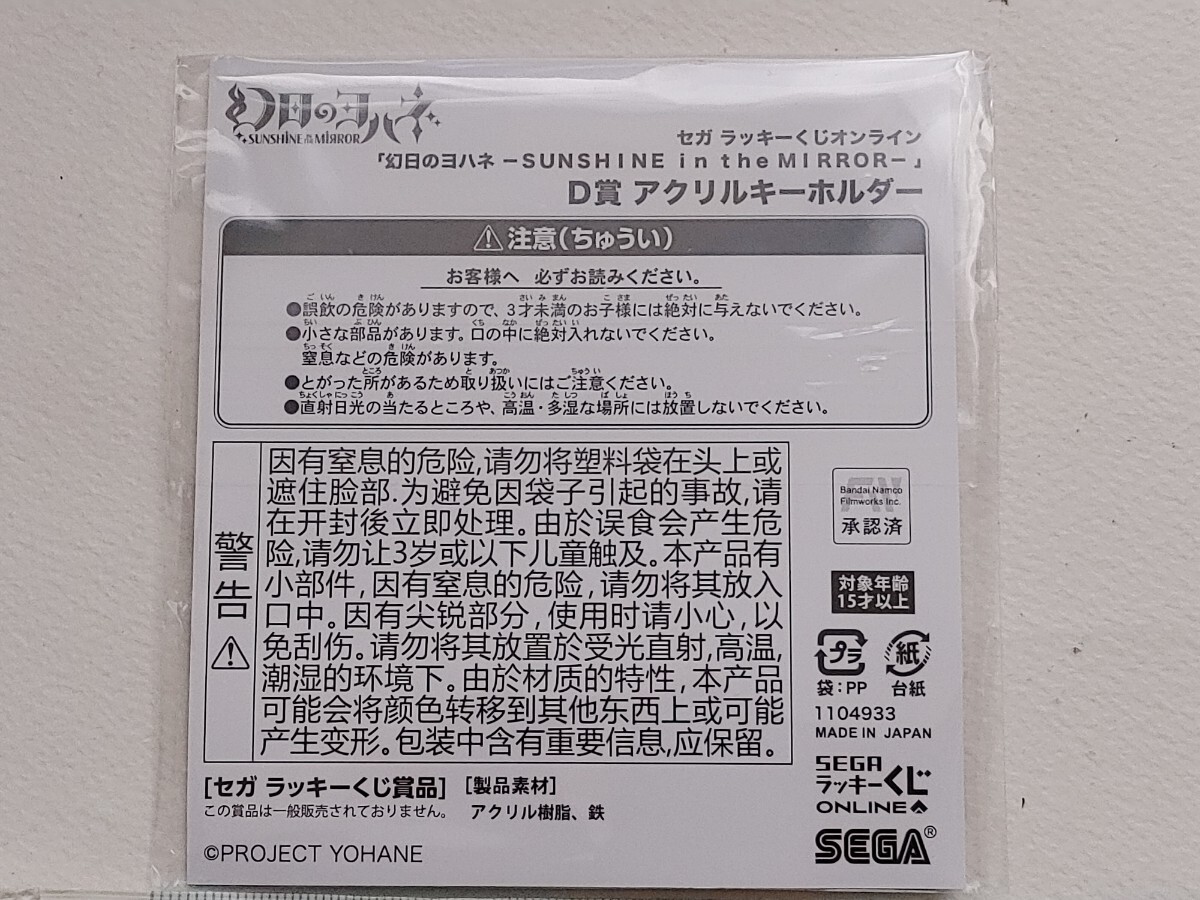 幻日のヨハネ
SUNSHINE in the MIRROR
セガ ラッキーくじオンライン
「幻日のヨハネ －SUNSHINE in the MIRROR－」
D賞 アクリルキーホルダー
⚠注意(ちゅうい)
お客様へ 必ずお読みください。
●誤飲の危険がありますので、3才未満のお子様には絶対に与えないでください。
●小さな部品があります。口の中に絶対入れないでください。
窒息などの危険があります。
●とがった所があるため取り扱いにはご注意ください。
●直射日光の当たるところや、高温・多湿な場所には放置しないでください。
警告⚠
因有窒息的危险,请勿将塑料袋在头上或
遮住脸部.为避免因袋子引起的事故,请
在开封後立即处理。由於误食会产生危
险,请勿让3岁或以下儿童触及。本产品有
小部件,因有窒息的危险,请勿将其放入
口中。因有尖锐部分,使用时请小心,以
免刮伤。请勿将其放置於受光直射,高温,
潮湿的环境下。由於材质的特性,本产品
可能会将颜色转移到其他东西上或可能
产生变形。包装中含有重要信息,应保留。
Bandai Namco
Filmworks Inc.
承認済
対象年齢
15才以上
プラ 紙
袋:PP 台紙
1104933
MADE IN JAPAN
SEGA
ラッキーくじ
ONLINE
SEGA®
[セガ ラッキーくじ賞品]
この賞品は一般販売されておりません。
[製品素材]
アクリル樹脂、鉄
©PROJECT YOHANE